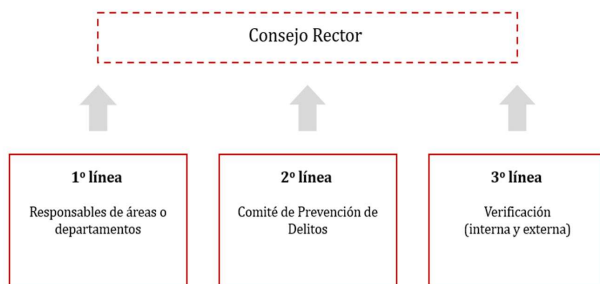 Consejo Rector
1º línea
Responsables de áreas o
departamentos
2º línea
Comité de Prevención de
Delitos
3º línea
Verificación
(interna y externa)